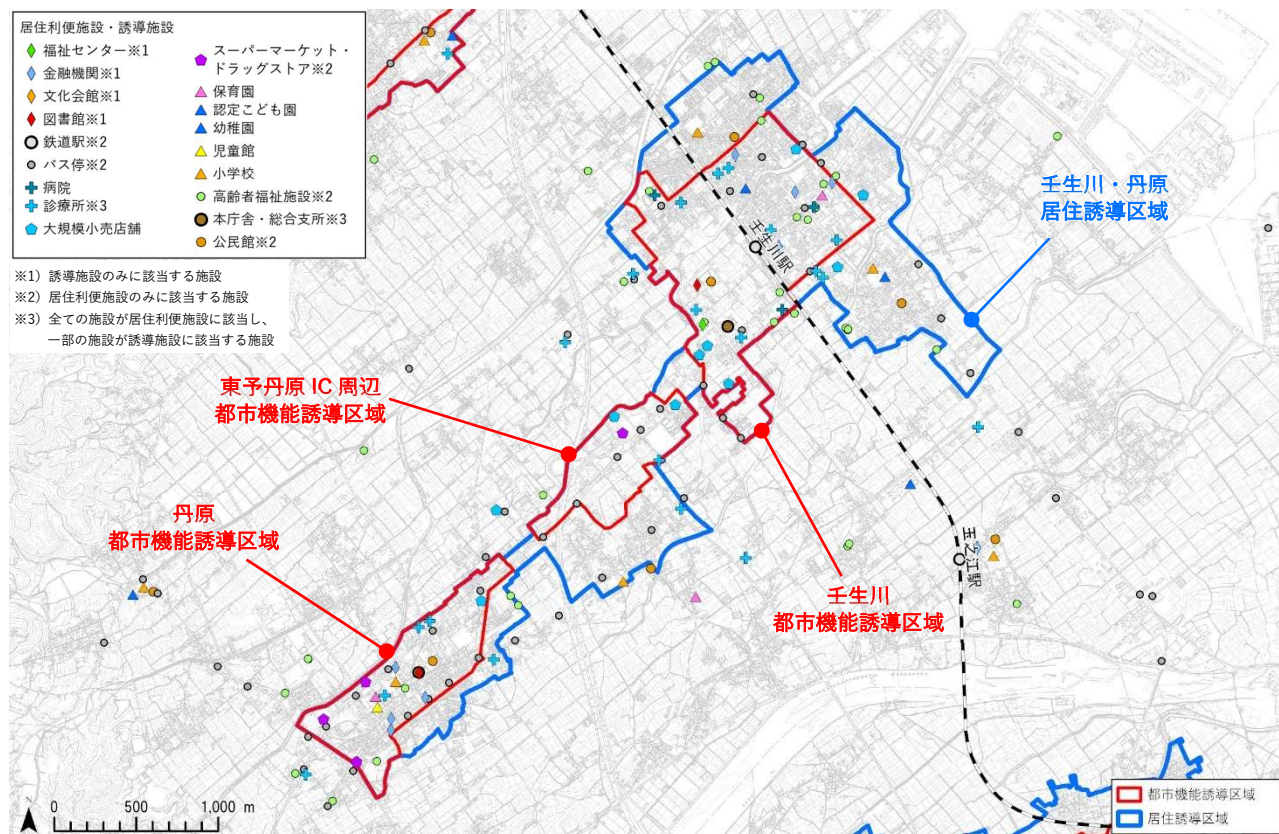 居住利便施設・誘導施設
福祉センター※1
金融機関※1
文化会館※1
図書館※1
鉄道駅※2
バス停※2
病院
診療所※3
大規模小売店舗
スーパーマーケット・
ドラッグストア※2
保育園
認定こども園
幼稚園
児童館
小学校
高齢者福祉施設※2
本庁舎・総合支所※3
公民館※2
※1）誘導施設のみに該当する施設
※2）居住利便施設のみに該当する施設
※3）全ての施設が居住利便施設に該当し、
一部の施設が誘導施設に該当する施設
壬生川・丹原
居住誘導区域
壬生川駅
東予丹原 IC 周辺
都市機能誘導区域
丹原
都市機能誘導区域
壬生川
都市機能誘導区域
玉之江駅
N
0 500 1,000 m
都市機能誘導区域
居住誘導区域